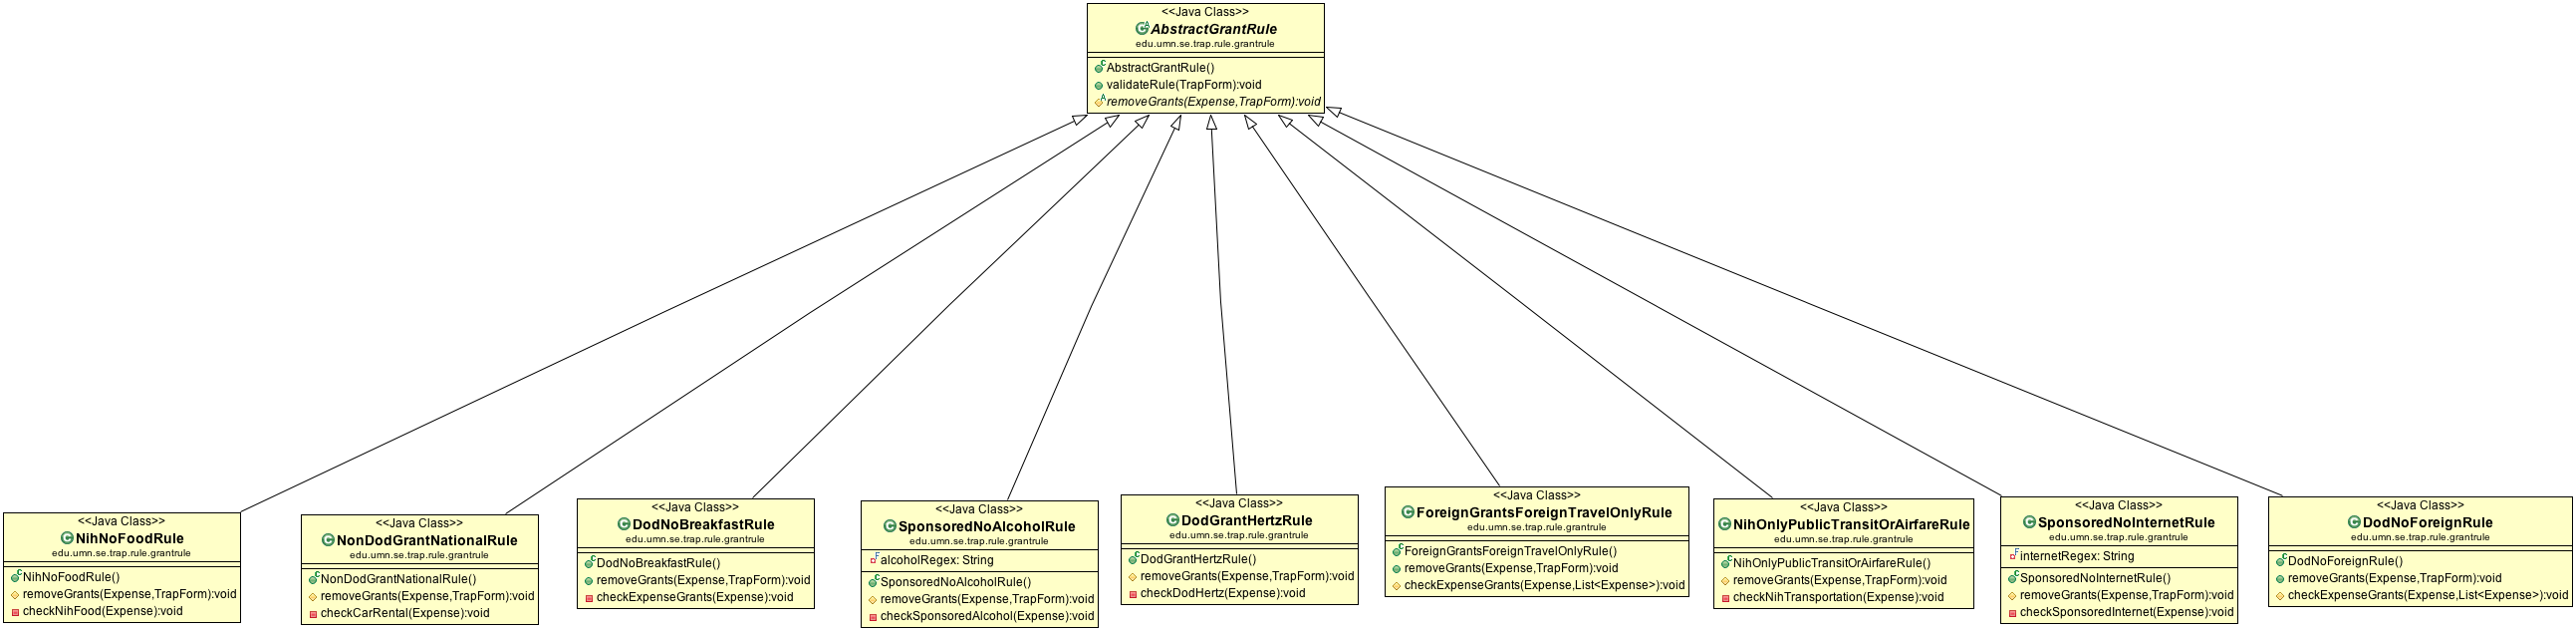 <<Java Class>>
AbstractGrantRule
edu.umn.se.trap.rule.grantrule
AbstractGrantRule()
validateRule(TrapForm):void
removeGrants(Expense,TrapForm):void
<<Java Class>>
NihNoFoodRule
edu.umn.se.trap.rule.grantrule
NihNoFoodRule()
removeGrants(Expense,TrapForm):void
checkNihFood(Expense):void
<<Java Class>>
NonDodGrantNationalRule
edu.umn.se.trap.rule.grantrule
NonDodGrantNationalRule()
removeGrants(Expense,TrapForm):void
checkCarRental(Expense):void
<<Java Class>>
DodNoBreakfastRule
edu.umn.se.trap.rule.grantrule
DodNoBreakfastRule()
removeGrants(Expense,TrapForm):void
checkExpenseGrants(Expense):void
<<Java Class>>
SponsoredNoAlcoholRule
edu.umn.se.trap.rule.grantrule
alcoholRegex: String
SponsoredNoAlcoholRule()
removeGrants(Expense,TrapForm):void
checkSponsoredAlcohol(Expense):void
<<Java Class>>
DodGrantHertzRule
edu.umn.se.trap.rule.grantrule
DodGrantHertzRule()
removeGrants(Expense,TrapForm):void
checkDodHertz(Expense):void
<<Java Class>>
ForeignGrantsForeignTravelOnlyRule
edu.umn.se.trap.rule.grantrule
ForeignGrantsForeignTravelOnlyRule()
removeGrants(Expense,TrapForm):void
checkExpenseGrants(Expense,List<Expense>):void
<<Java Class>>
NihOnlyPublicTransitOrAirfareRule
edu.umn.se.trap.rule.grantrule
NihOnlyPublicTransitOrAirfareRule()
removeGrants(Expense,TrapForm):void
checkNihTransportation(Expense):void
<<Java Class>>
SponsoredNoInternetRule
edu.umn.se.trap.rule.grantrule
internetRegex: String
SponsoredNoInternetRule()
removeGrants(Expense,TrapForm):void
checkSponsoredInternet(Expense):void
<<Java Class>>
DodNoForeignRule
edu.umn.se.trap.rule.grantrule
DodNoForeignRule()
removeGrants(Expense,TrapForm):void
checkExpenseGrants(Expense,List<Expense>):void